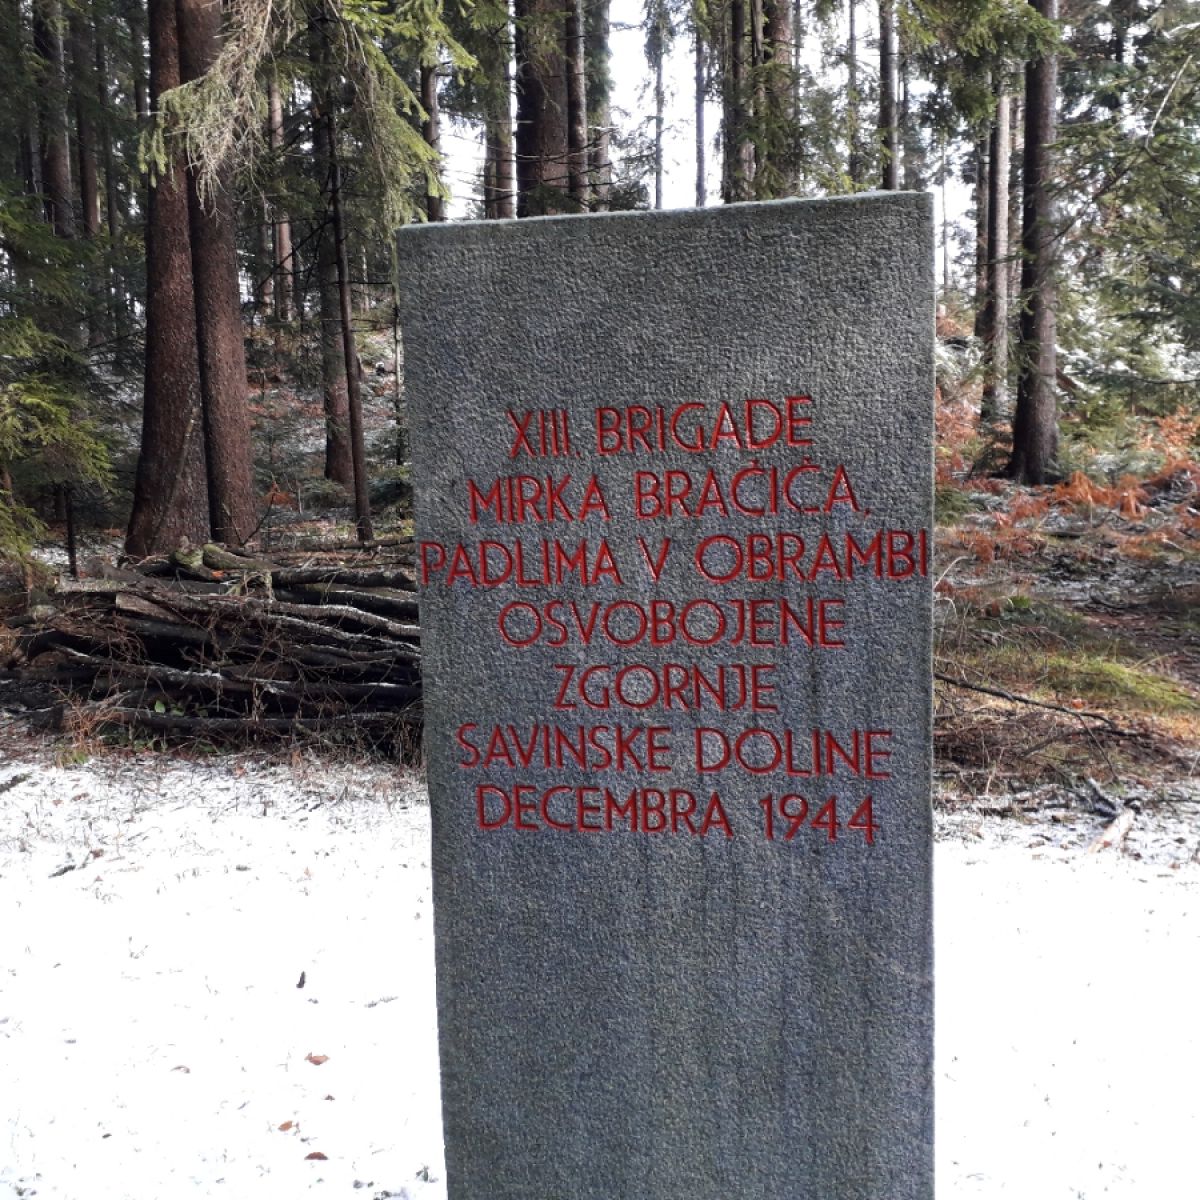 XIII. BRIGADE
MIRKA BRAČIČA,
PADLIMA V OBRAMBI
OSVOBOJENE
ZGORNJE
SAVINSKE DOLINE
DECEMBRA 1944